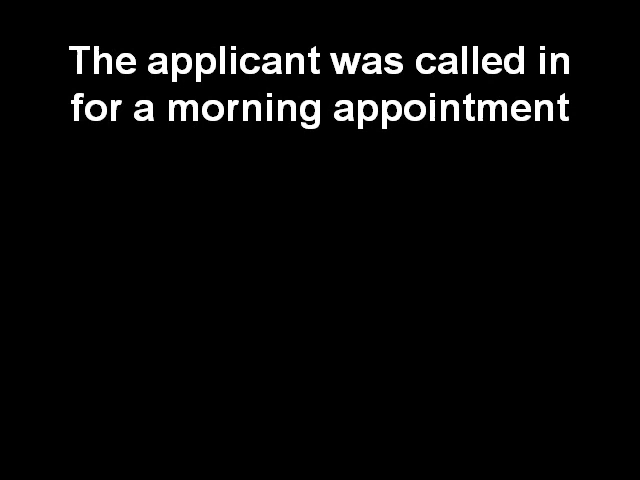 The applicant was called in
for a morning appointment